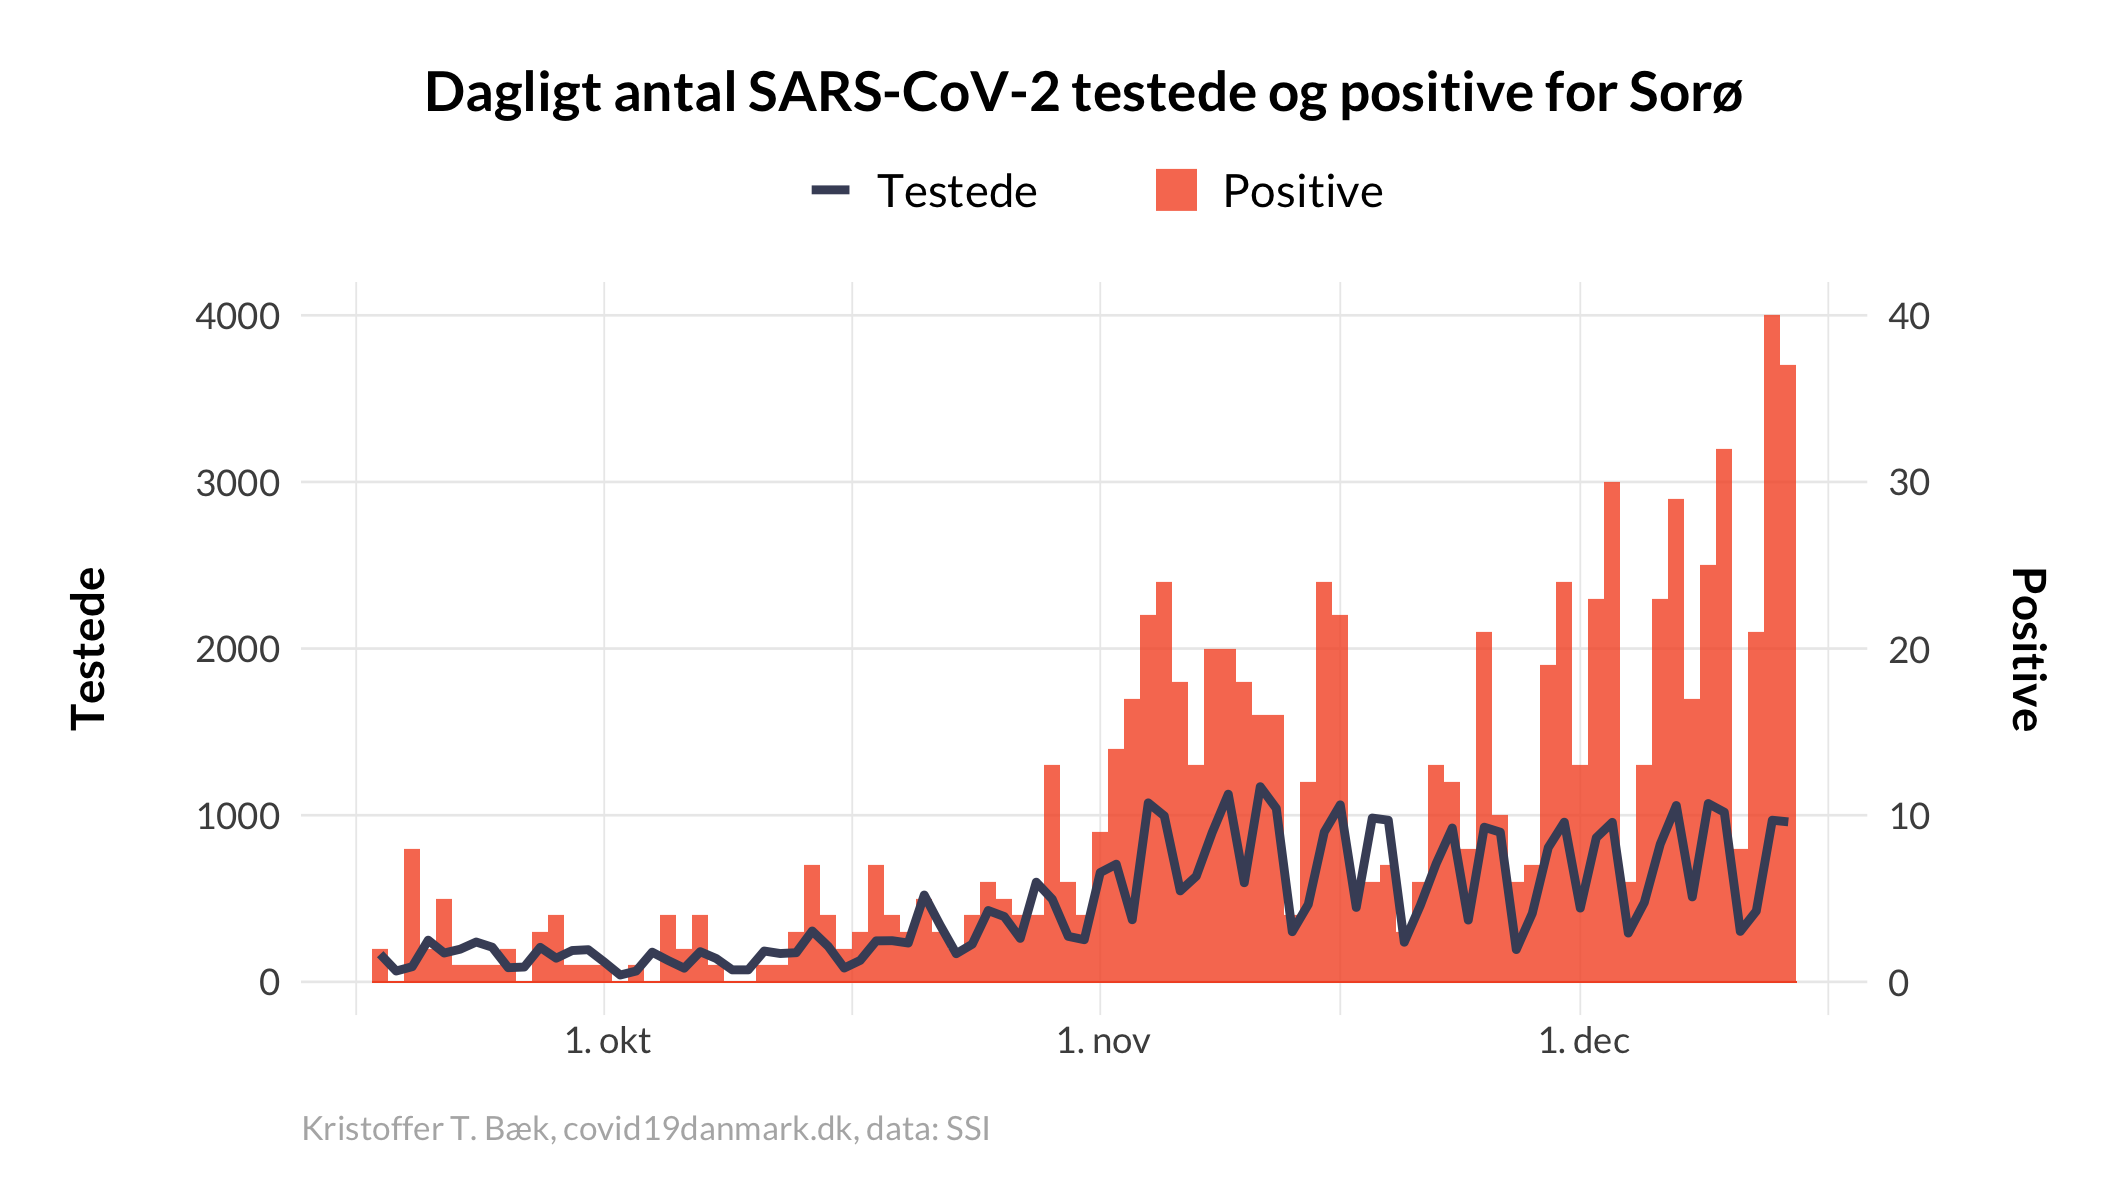 Dagligt antal SARS-CoV-2 testede og positive for Sorø
Testede
Positive
4000
3000
2000
1000
0
Testede
40
30
20
10
0
Positive
1. okt
1. nov
1. dec
Kristoffer T. Bæk, covid19danmark.dk, data: SSI